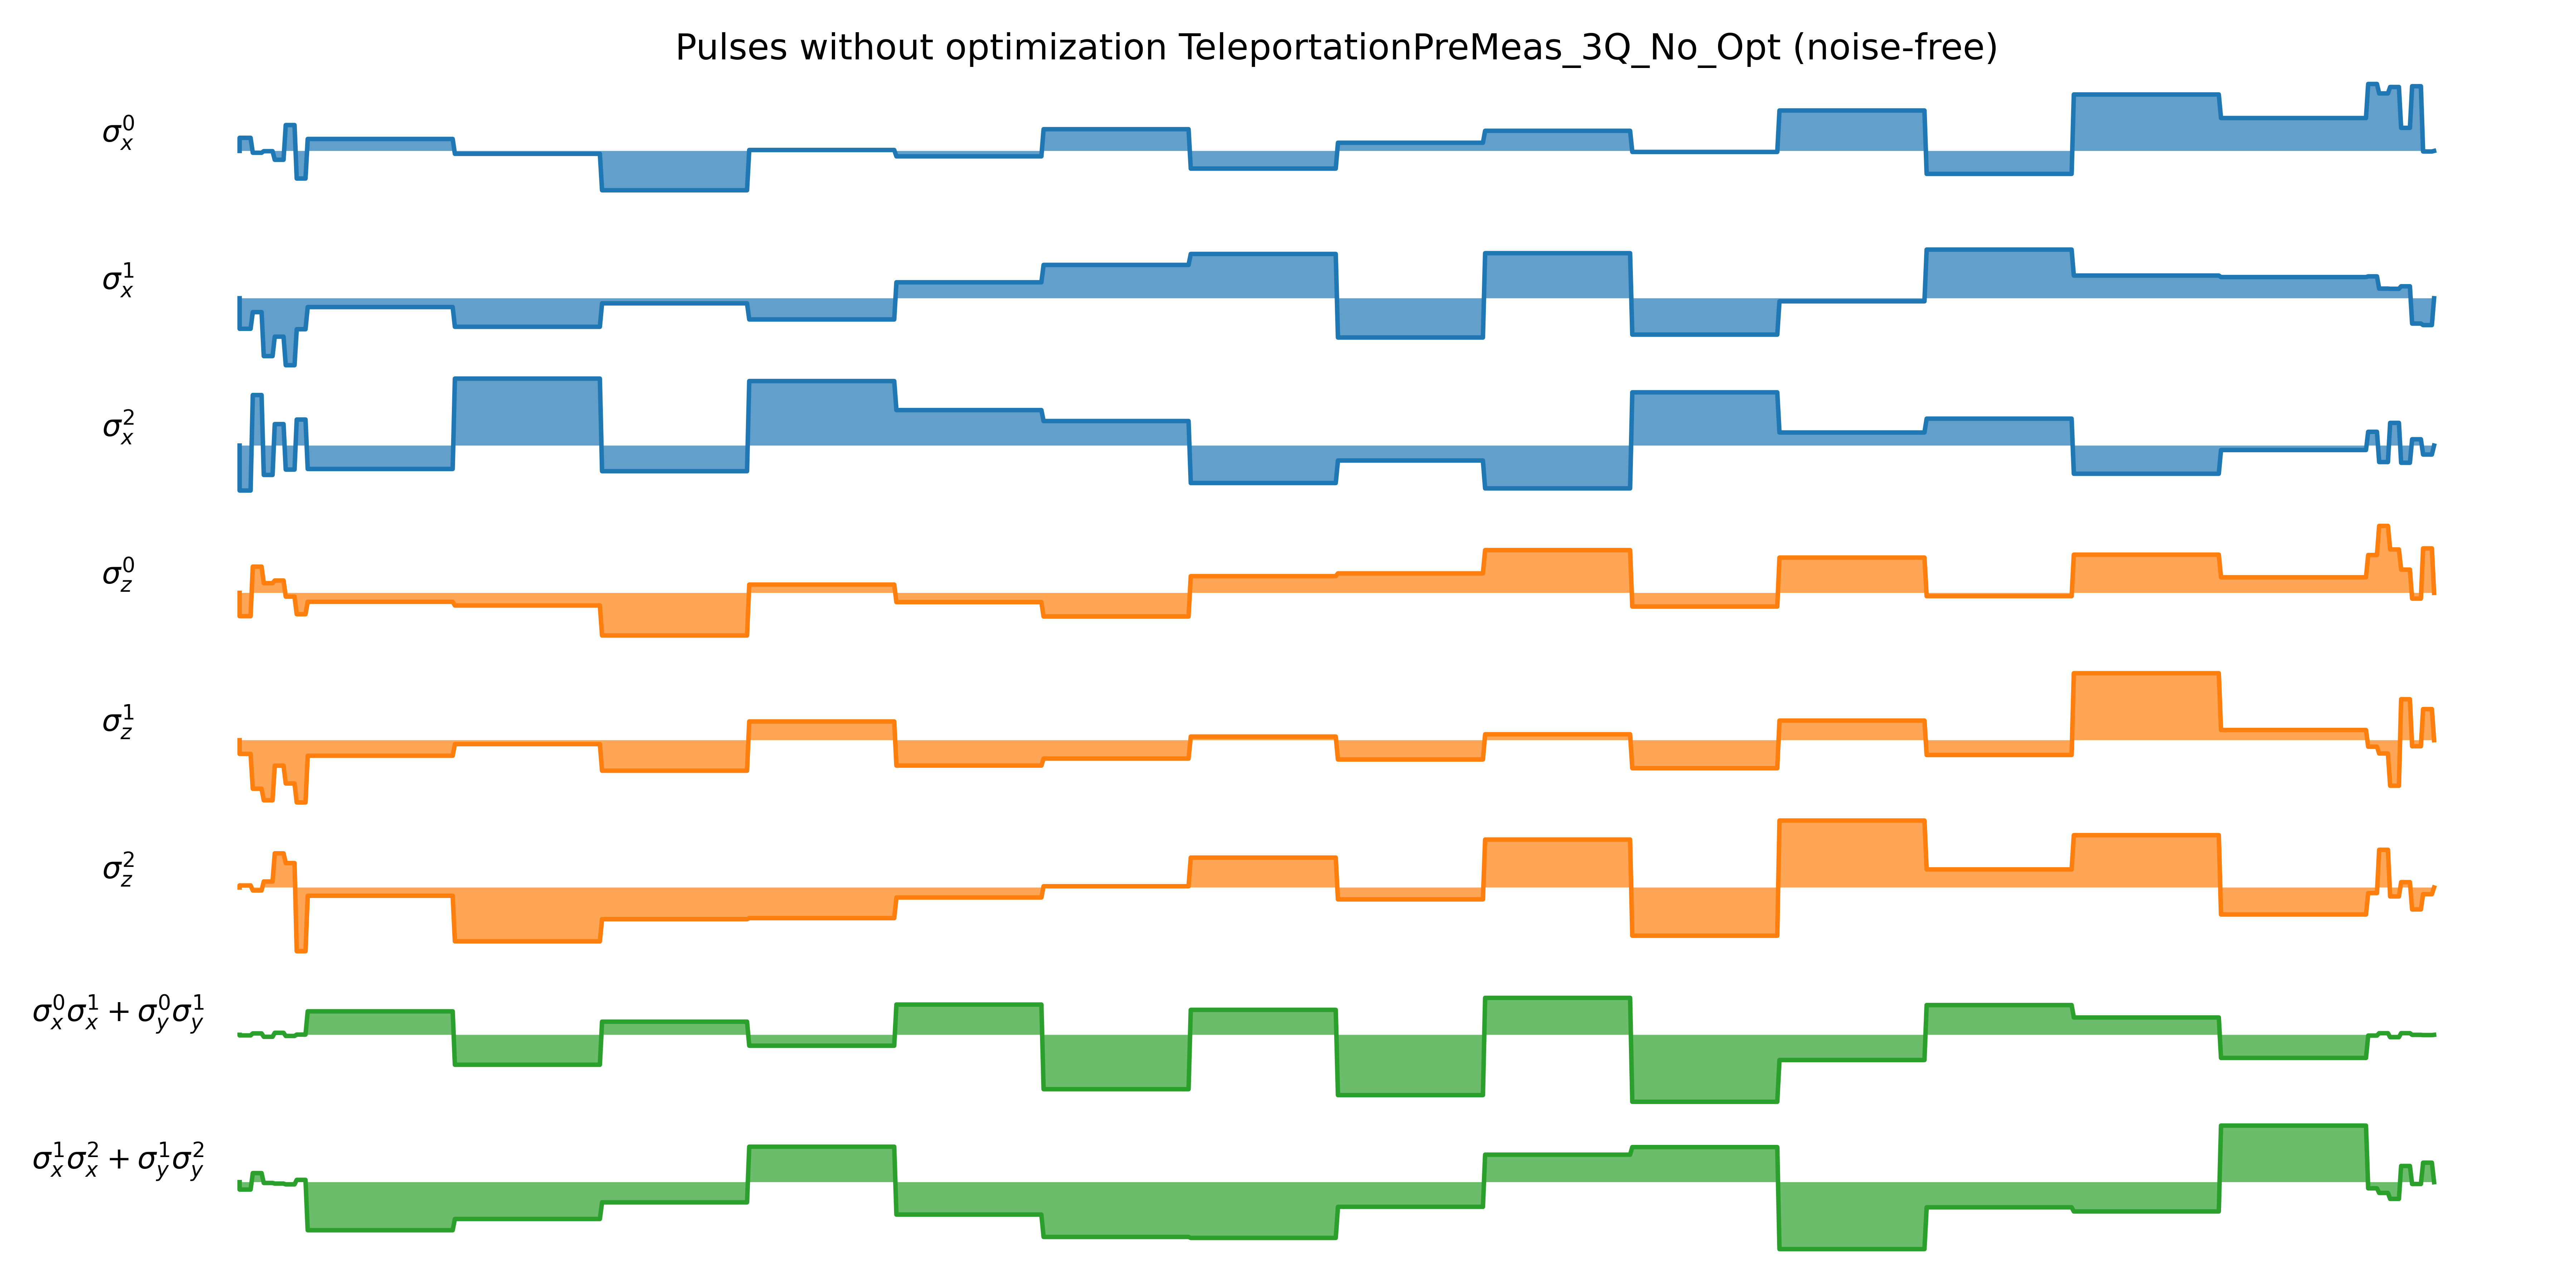 Pulses without optimization TeleportationPreMeas_3Q_No_Opt (noise-free)
σ_x^0
σ_x^1
σ_x^2
σ_z^0
σ_z^1
σ_z^2
σ_x^0σ_x^1 + σ_y^0σ_y^1
σ_x^1σ_x^2 + σ_y^1σ_y^2